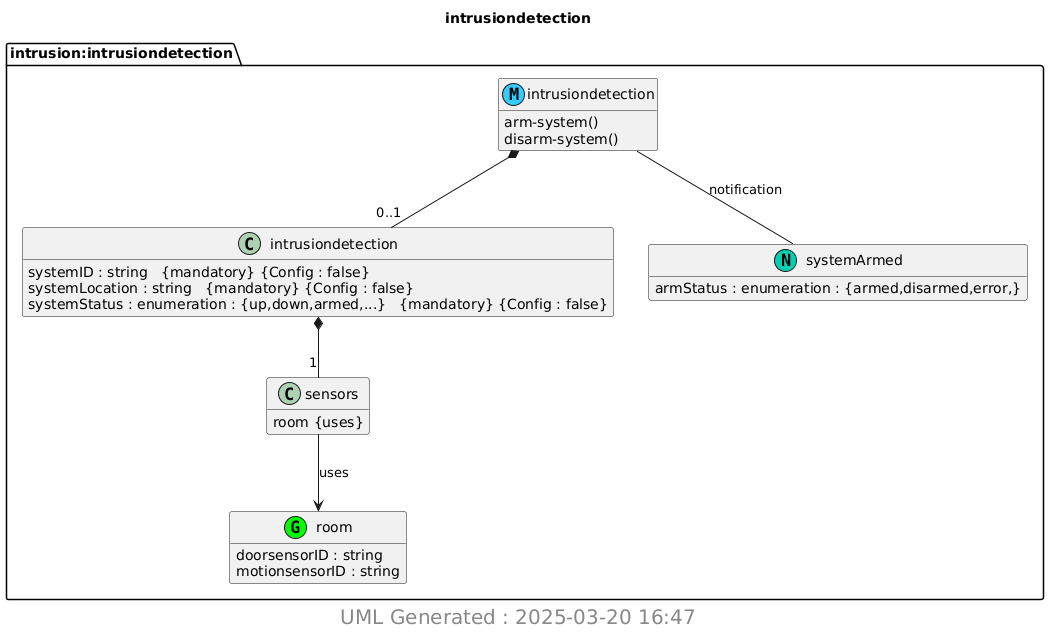 intrusiondetection
intrusion:intrusiondetection
M intrusiondetection
arm-system()
disarm-system()
notification
0..1
C intrusiondetection
systemID : string {mandatory} {Config : false}
systemLocation : string {mandatory} {Config : false}
systemStatus : enumeration : {up,down,armed,...} {mandatory} {Config : false}
N systemArmed
armStatus : enumeration : {armed,disarmed,error,}
1
C sensors
room {uses}
uses
G room
doorsensorID : string
motionsensorID : string
UML Generated : 2025-03-20 16:47